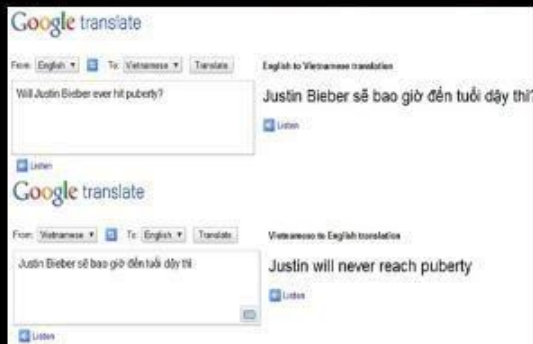 Google translate
From: English To: Vietnamese Translate
English to Vietnamese translation
Will Justin Bieber ever hit puberty?
Justin Bieber sẽ bao giờ đến tuổi dậy thì?
Listen
Listen
Google translate
From: Vietnamese To: English Translate
Vietnamese to English translation
Justin Bieber sẽ bao giờ đến tuổi dậy thì
Justin will never reach puberty
Listen
Listen